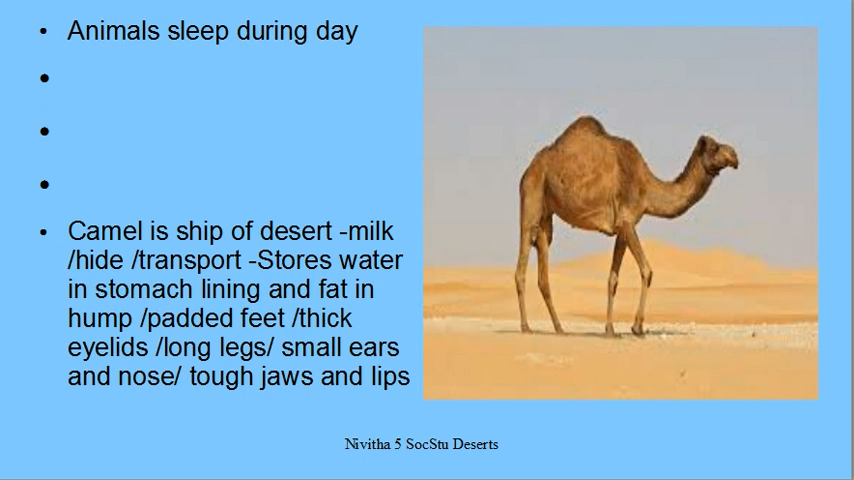 • Animals sleep during day
•
•
•
• Camel is ship of desert -milk
/hide /transport -Stores water
in stomach lining and fat in
hump /padded feet /thick
eyelids /long legs/ small ears
and nose/ tough jaws and lips
Nivitha 5 SocStu Deserts